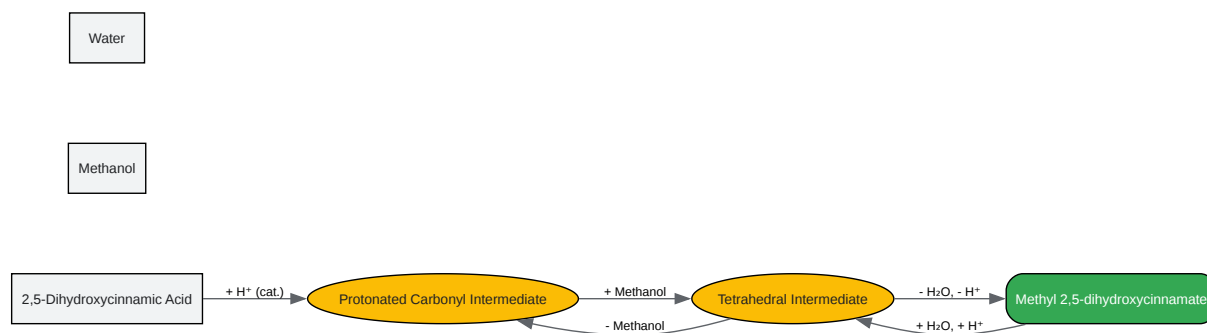 Water
Methanol
2,5-Dihydroxycinnamic Acid
+ H⁺ (cat.)
Protonated Carbonyl Intermediate
+ Methanol
- Methanol
Tetrahedral Intermediate
- H₂O, - H⁺
+ H₂O, + H⁺
Methyl 2,5-dihydroxycinnamate